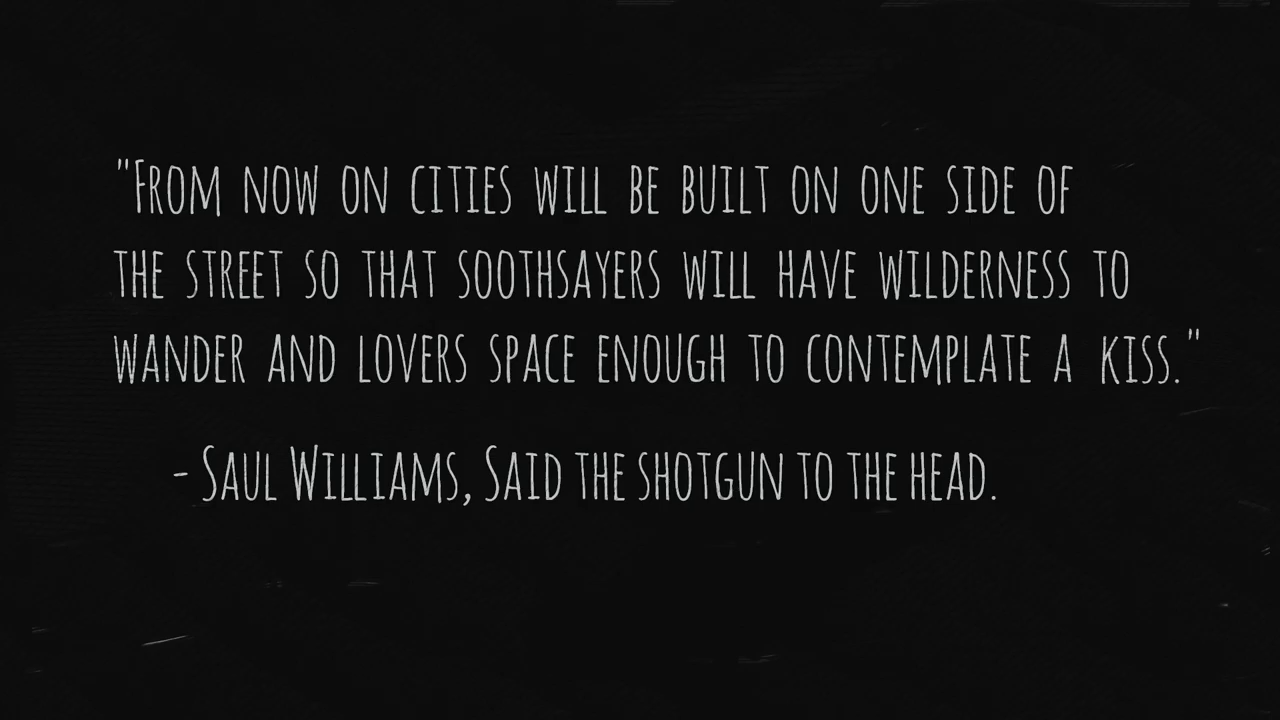 "From now on cities will be built on one side of
the street so that soothsayers will have wilderness to
wander and lovers space enough to contemplate a kiss."
- Saul Williams, Said the shotgun to the head.